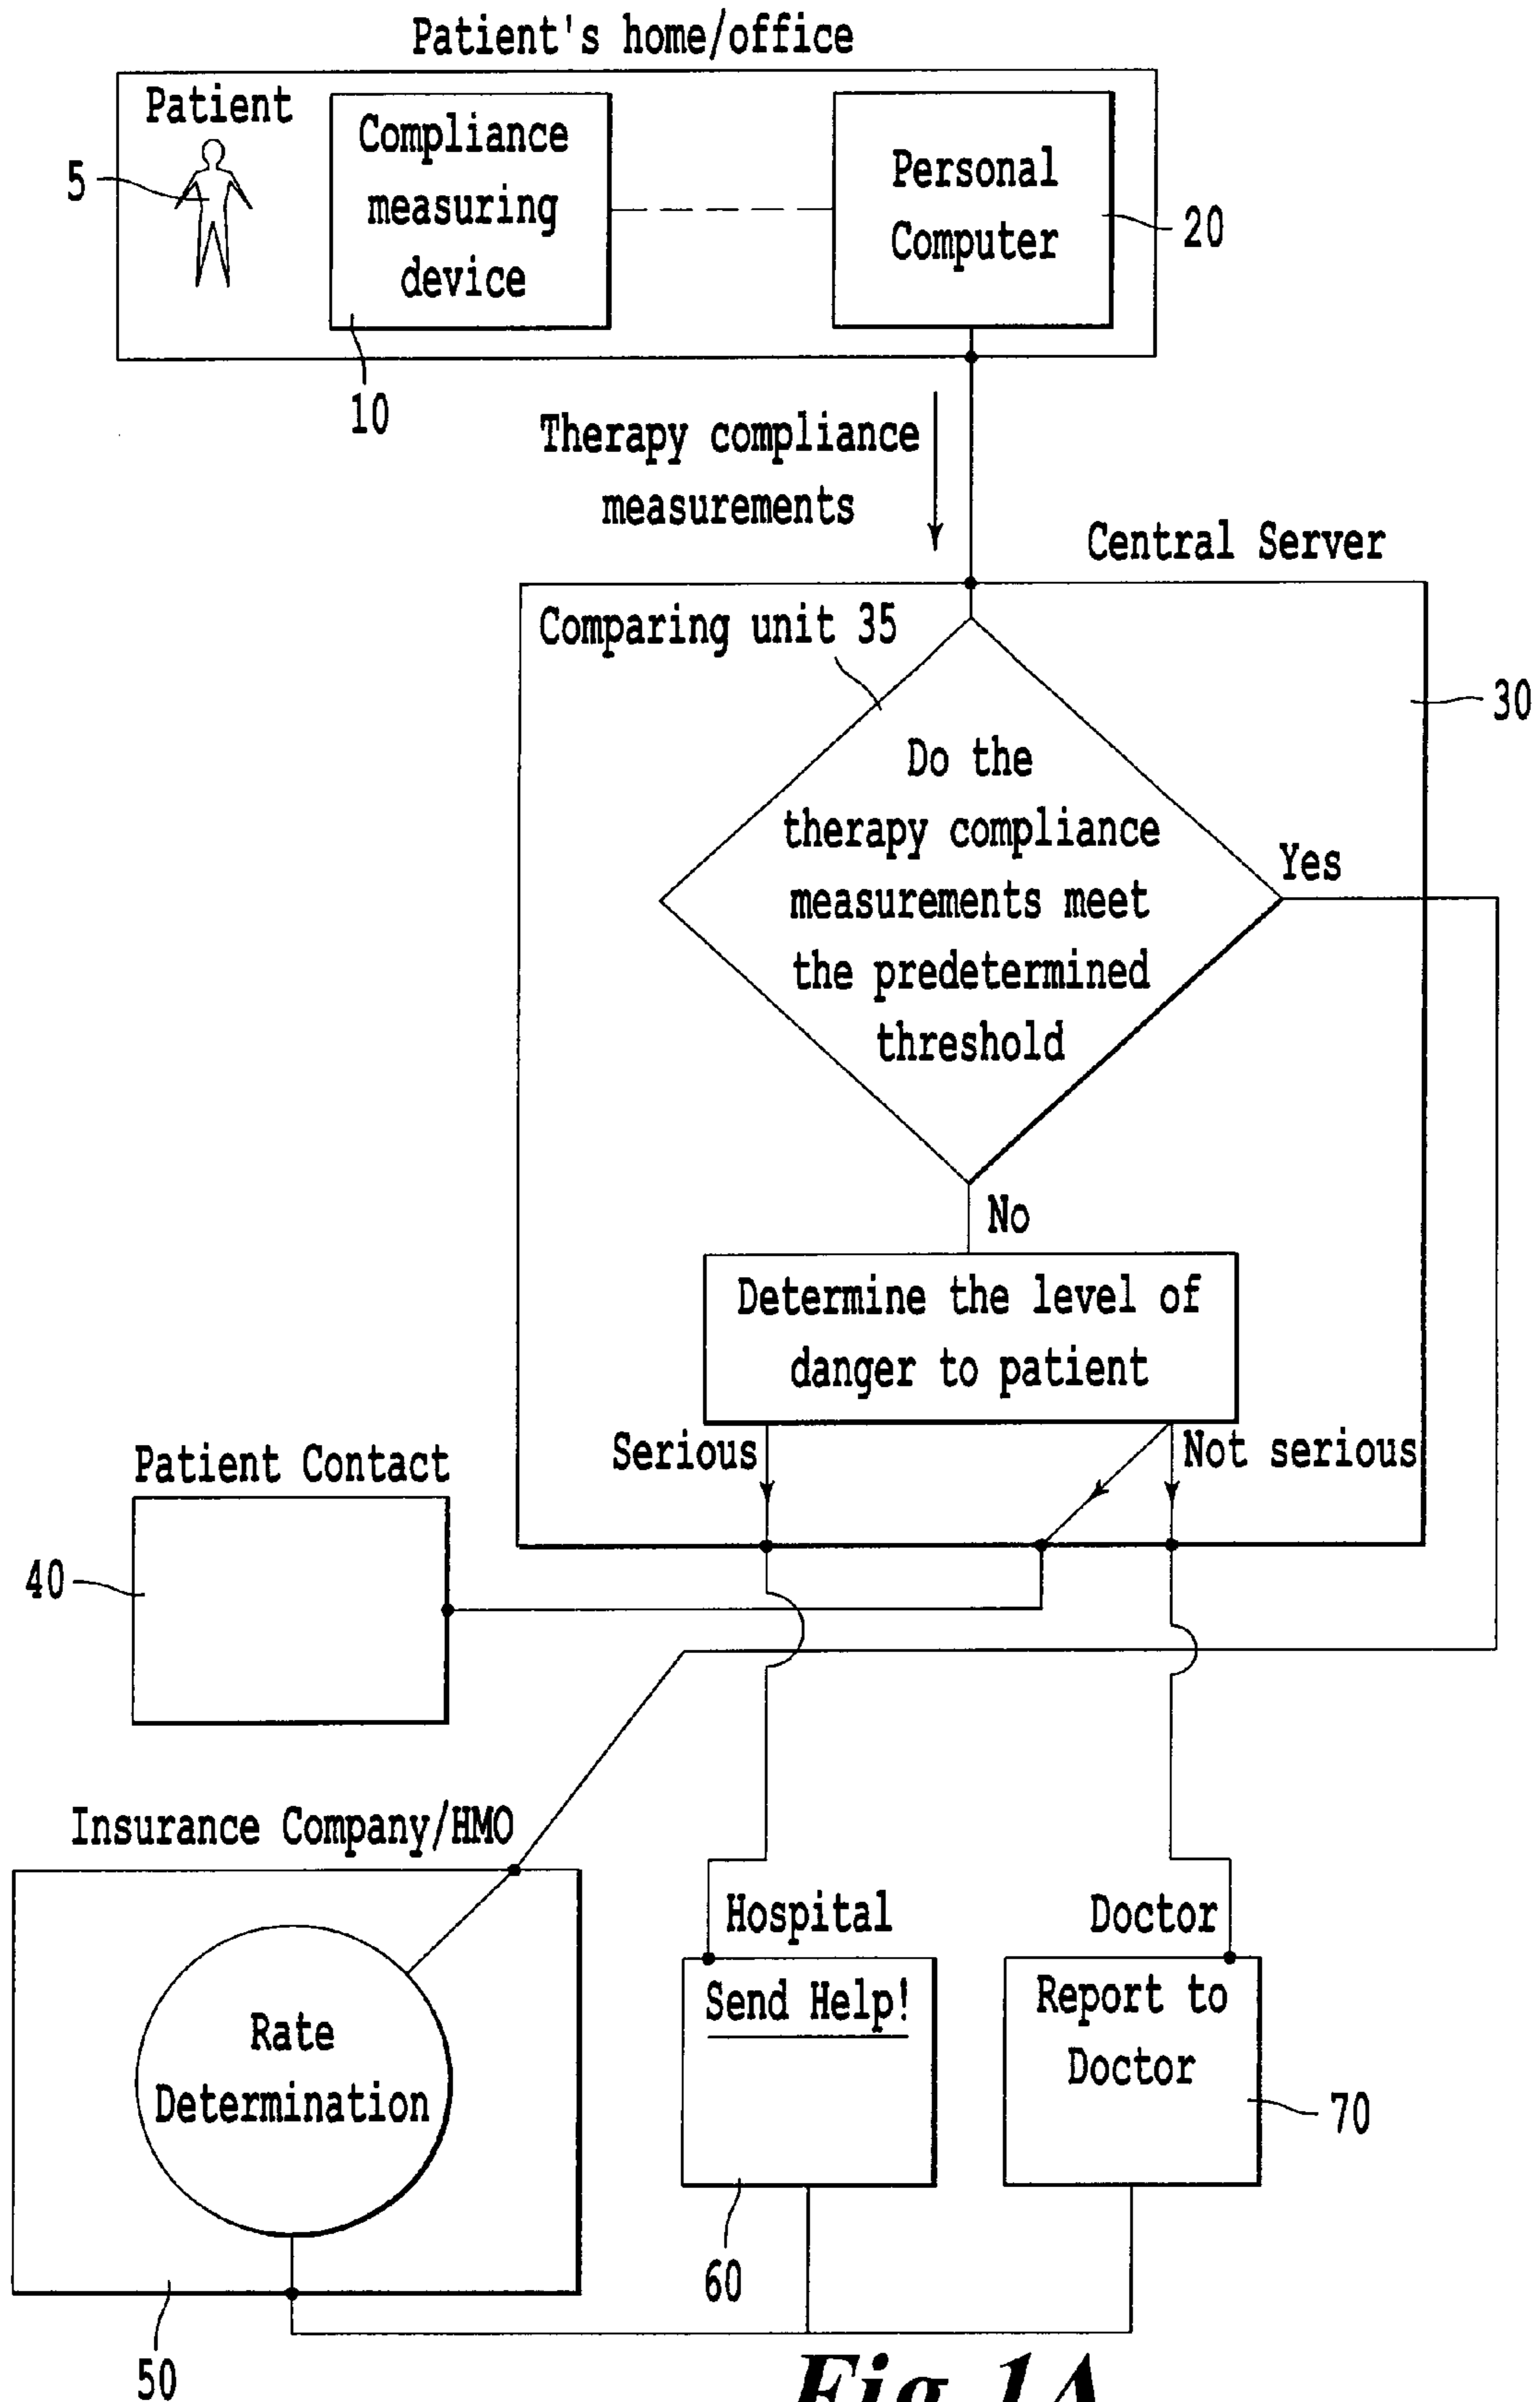 Patient's home/office
Patient
5
Compliance
measuring
device
10
Personal
Computer
20
Therapy compliance
measurements
Central Server
Comparing unit 35
30
Do the
therapy compliance
measurements meet
the predetermined
threshold
Yes
No
Determine the level of
danger to patient
Serious
Not serious
Patient Contact
40
Insurance Company/HMO
Rate
Determination
50
Hospital
Send Help!
60
Doctor
Report to
Doctor
70
Fig. 1A